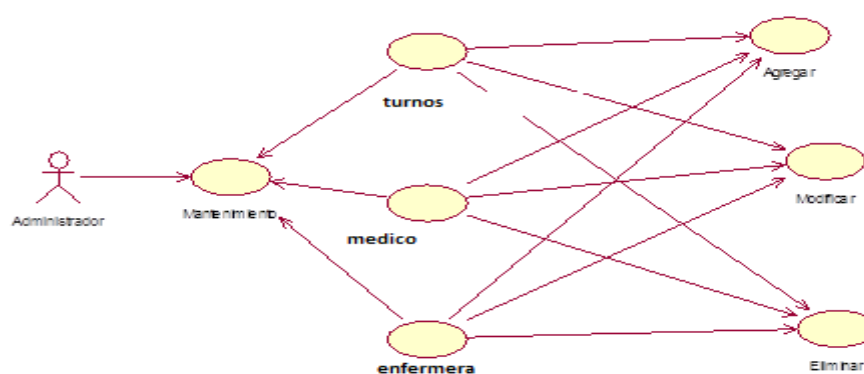 Agregar
turnos
Administrador
Mantenimiento
Modificar
medico
enfermera
Eliminar